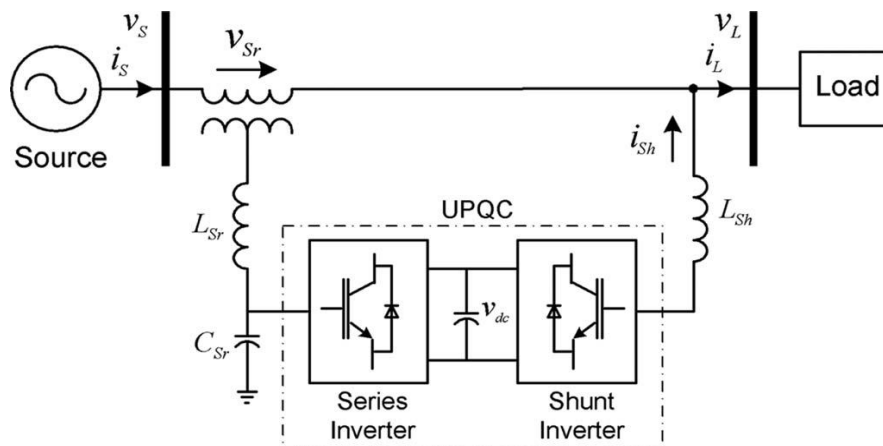 v_S
v_Sr
v_L
i_S
i_L
Load
Source
i_Sh
L_Sr
UPQC
L_Sh
v_dc
C_Sr
Series
Inverter
Shunt
Inverter